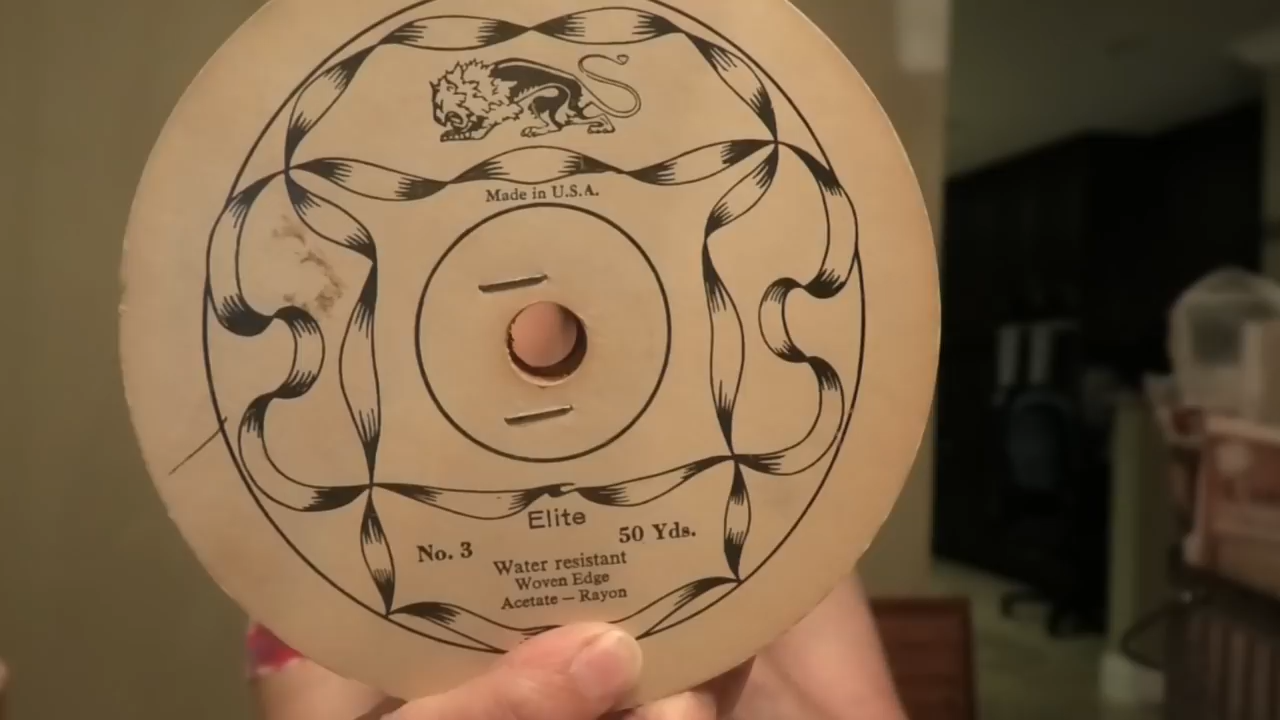 Made in U.S.A.
Elite
No. 3
50 Yds.
Water resistant
Woven Edge
Acetate — Rayon